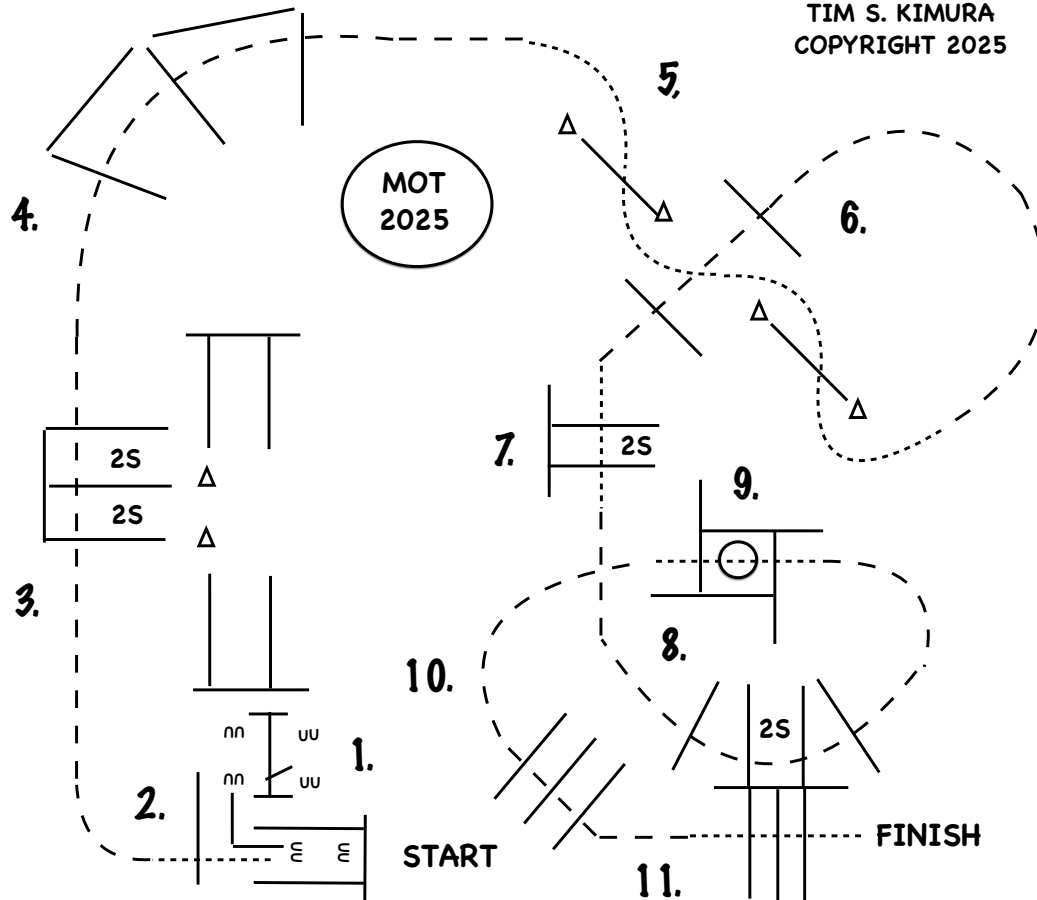 TIM S. KIMURA
COPYRIGHT 2025
5.
MOT
2025
4.
6.
2S
2S
7.
2S
9.
3.
8.
10.
2S
1.
2.
START
FINISH
11.